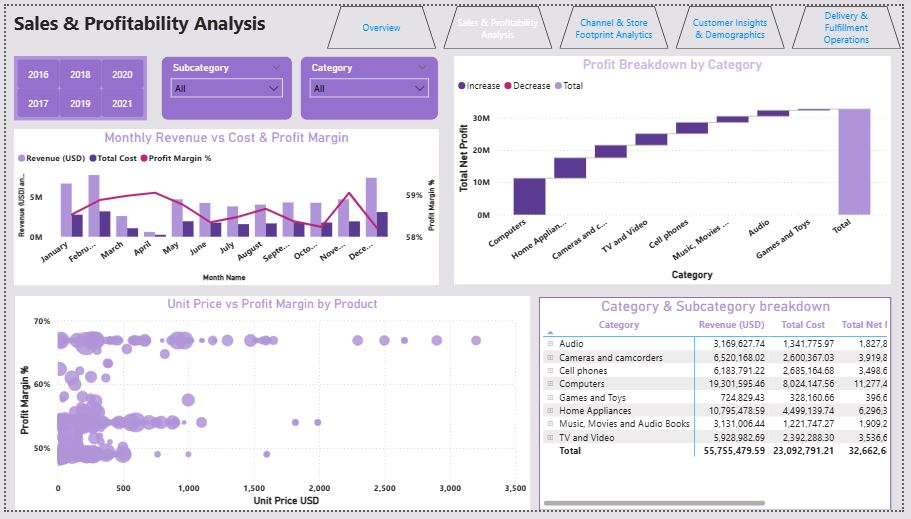 Sales & Profitability Analysis
Overview
Sales & Profitability
Analysis
Channel & Store
Footprint Analytics
Customer Insights
& Demographics
Delivery &
Fulfillment
Operations
2016 2018 2020
2017 2019 2021
Subcategory
All
Category
All
Monthly Revenue vs Cost & Profit Margin
Revenue (USD) Total Cost Profit Margin %
Revenue (USD) an...
5M
0M
59%
58%
Profit Margin %
January Febru... March April May June July August Septe... Octo... Nove... Dece...
Month Name
Profit Breakdown by Category
Increase Decrease Total
Total Net Profit
30M
20M
10M
0M
Computers Home Applian... Cameras and c... TV and Video Cell phones Music, Movies ... Audio Games and Toys Total
Category
Unit Price vs Profit Margin by Product
Profit Margin %
70%
60%
50%
0 500 1,000 1,500 2,000 2,500 3,000 3,500
Unit Price USD
Category & Subcategory breakdown
Category Revenue (USD) Total Cost Total Net
Audio 3,169,627.74 1,341,775.97 1,827,8
Cameras and camcorders 6,520,168.02 2,600,367.03 3,919,8
Cell phones 6,183,791.22 2,685,164.68 3,498,6
Computers 19,301,595.46 8,024,147.56 11,277,4
Games and Toys 724,829.43 328,160.66 396,6
Home Appliances 10,795,478.59 4,499,139.74 6,296,3
Music, Movies and Audio Books 3,131,006.44 1,221,747.27 1,909,2
TV and Video 5,928,982.69 2,392,288.30 3,536,6
Total 55,755,479.59 23,092,791.21 32,662,6